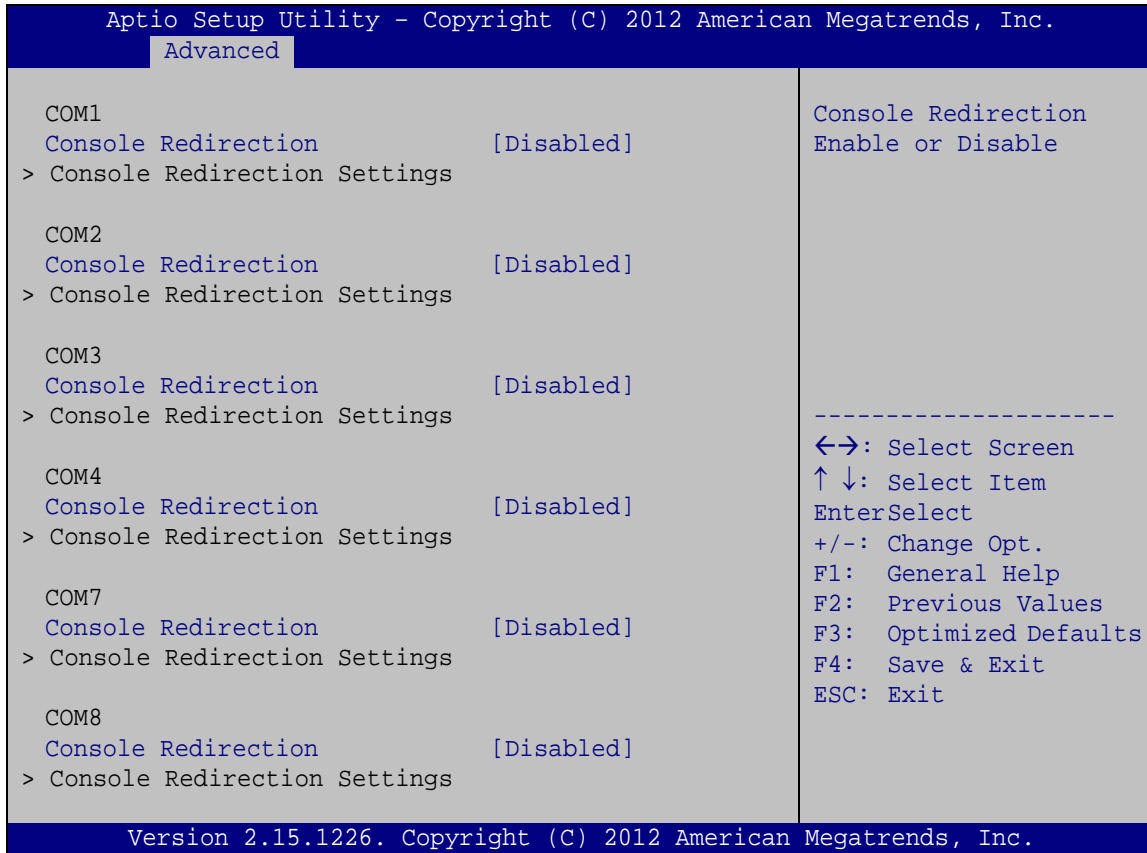 Aptio Setup Utility – Copyright (C) 2012 American Megatrends, Inc.
Advanced
COM1
Console Redirection [Disabled]
> Console Redirection Settings
COM2
Console Redirection [Disabled]
> Console Redirection Settings
COM3
Console Redirection [Disabled]
> Console Redirection Settings
COM4
Console Redirection [Disabled]
> Console Redirection Settings
COM7
Console Redirection [Disabled]
> Console Redirection Settings
COM8
Console Redirection [Disabled]
> Console Redirection Settings
Console Redirection
Enable or Disable
---------------------
←→: Select Screen
↑ ↓: Select Item
EnterSelect
+/-: Change Opt.
F1: General Help
F2: Previous Values
F3: Optimized Defaults
F4: Save & Exit
ESC: Exit
Version 2.15.1226. Copyright (C) 2012 American Megatrends, Inc.